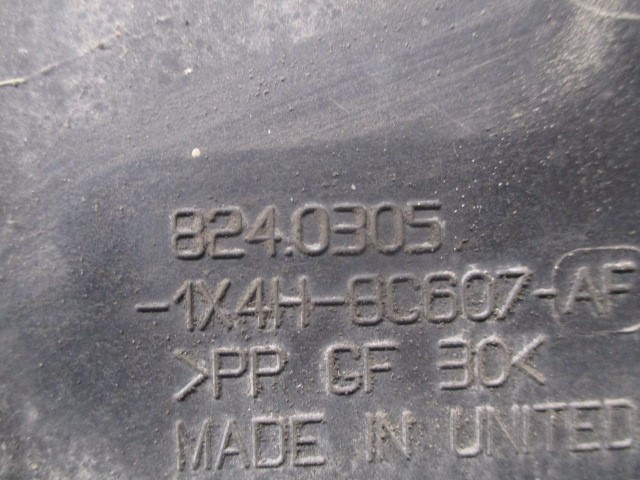 824.0305
-1X4H-8C607-AF
>PP GF 30<
MADE IN UNITED